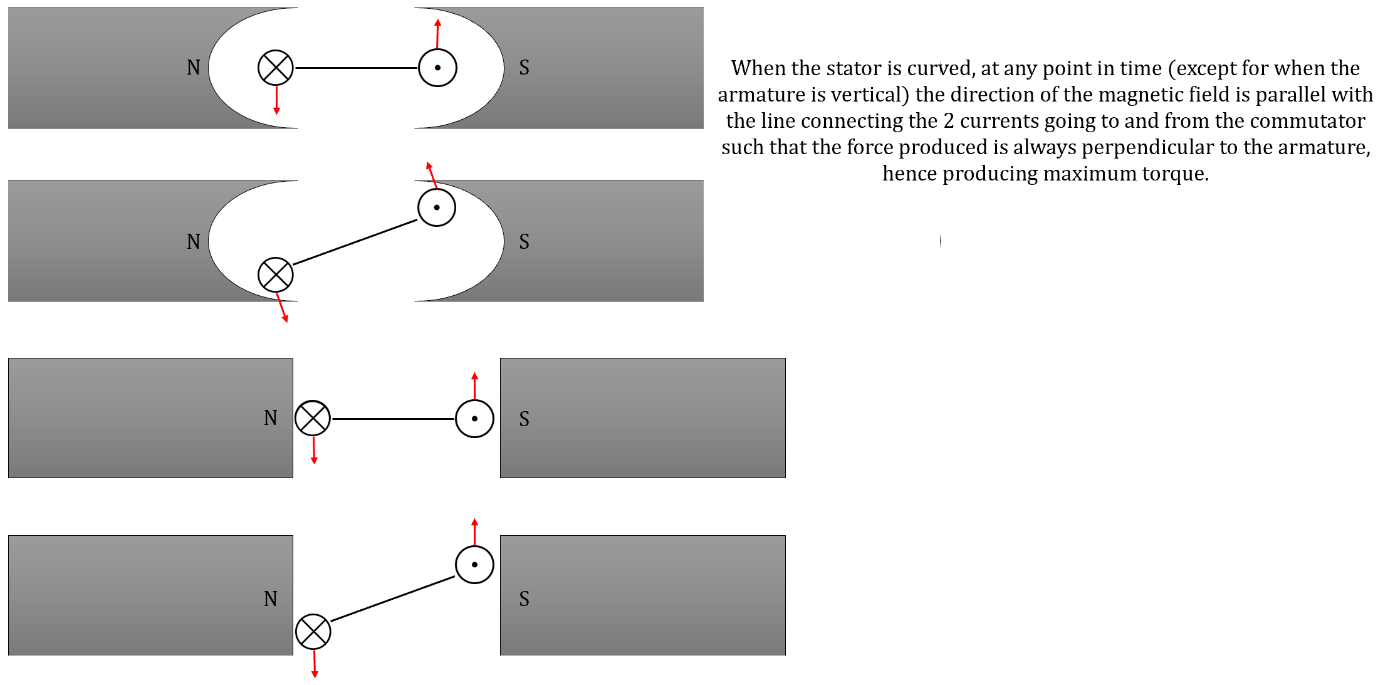 N
S
When the stator is curved, at any point in time (except for when the
armature is vertical) the direction of the magnetic field is parallel with
the line connecting the 2 currents going to and from the commutator
such that the force produced is always perpendicular to the armature,
hence producing maximum torque.
N
S
N
S
N
S